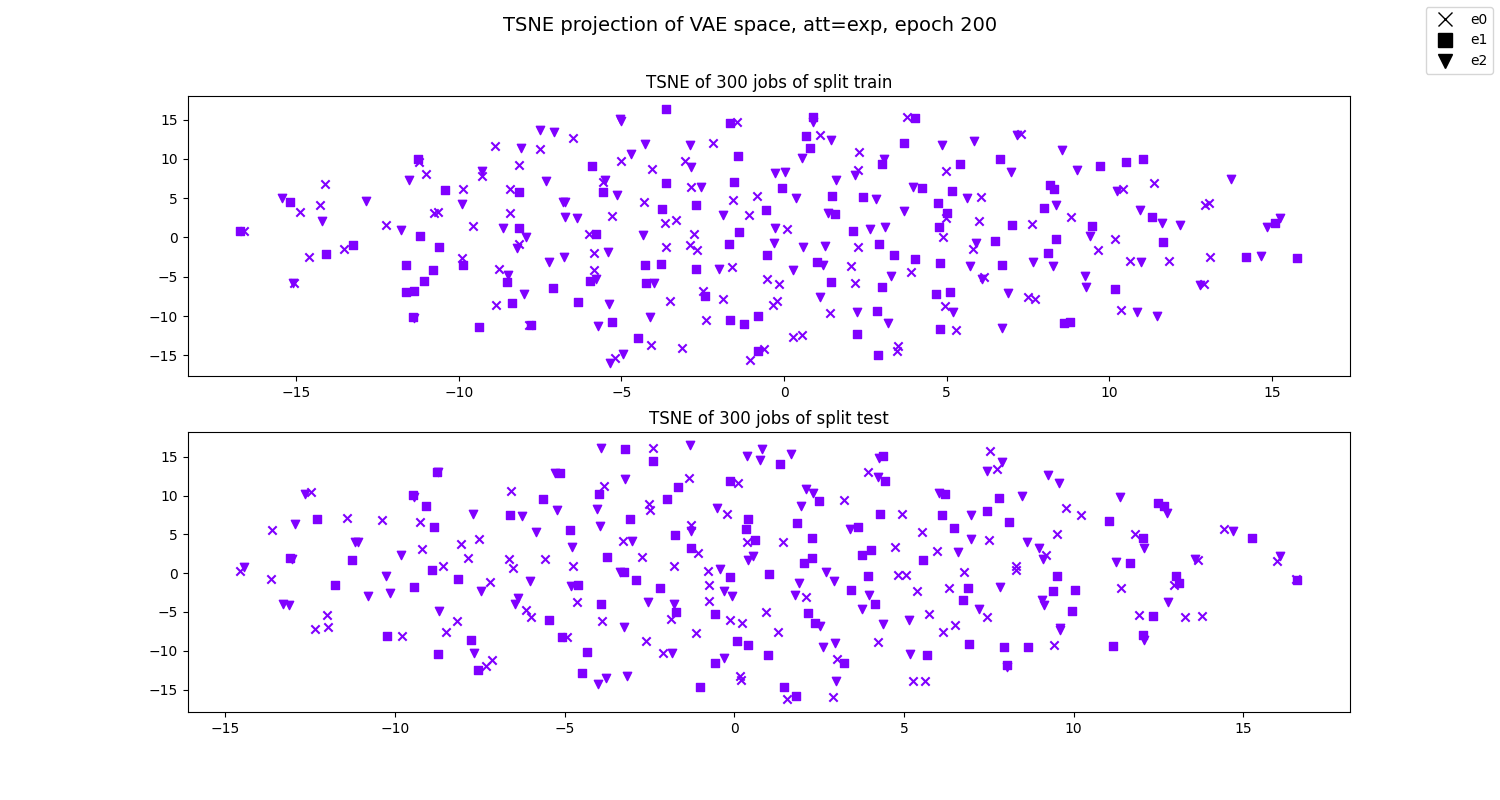 TSNE projection of VAE space, att=exp, epoch 200
e0
e1
e2
TSNE of 300 jobs of split train
15
10
5
0
−5
−10
−15
−15 −10 −5 0 5 10 15
TSNE of 300 jobs of split test
15
10
5
0
−5
−10
−15
−15 −10 −5 0 5 10 15